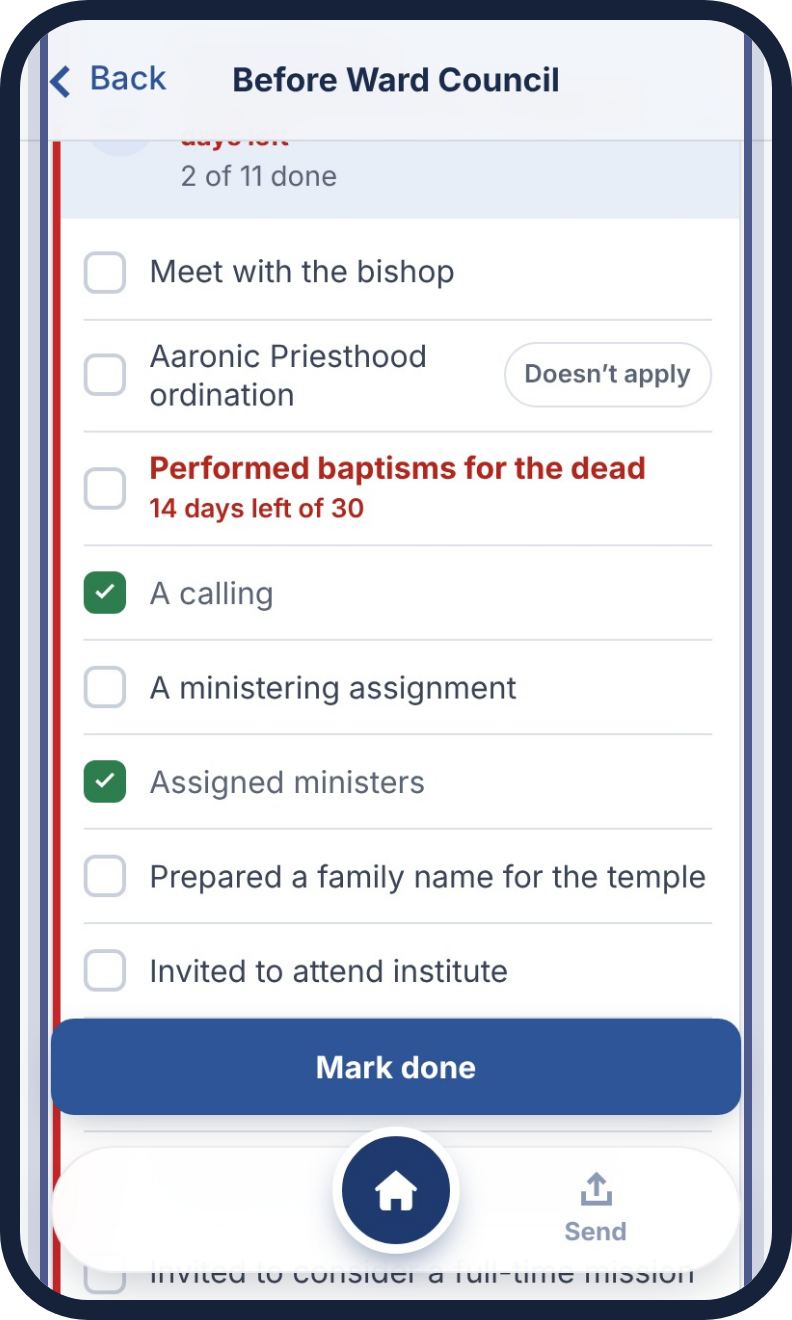 Back
Before Ward Council
days left
2 of 11 done
Meet with the bishop
Aaronic Priesthood
ordination
Doesn’t apply
Performed baptisms for the dead
14 days left of 30
A calling
A ministering assignment
Assigned ministers
Prepared a family name for the temple
Invited to attend institute
Mark done
Send
Invited to consider a full-time mission